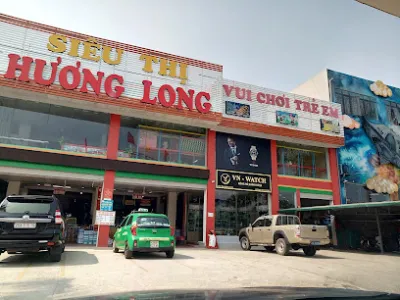 SIÊU THỊ
HƯƠNG LONG
VUI CHƠI TRẺ EM
VN - WATCH